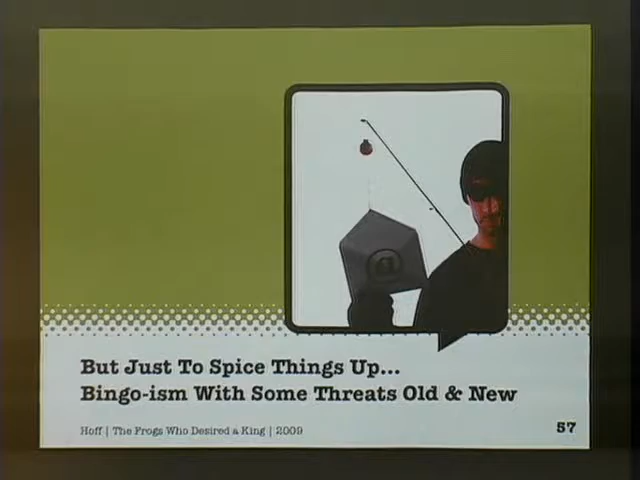 @
But Just To Spice Things Up...
Bingo-ism With Some Threats Old & New
Hoff | The Frogs Who Desired a King | 2009
57